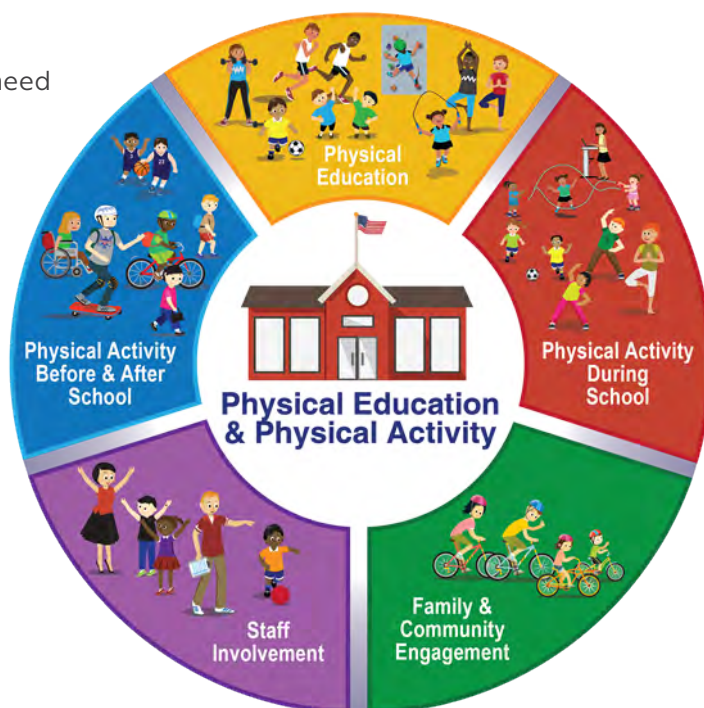 need
Physical
Education
Physical Activity
Before & After
School
Physical Activity
During
School
Physical Education
& Physical Activity
Staff
Involvement
Family &
Community
Engagement